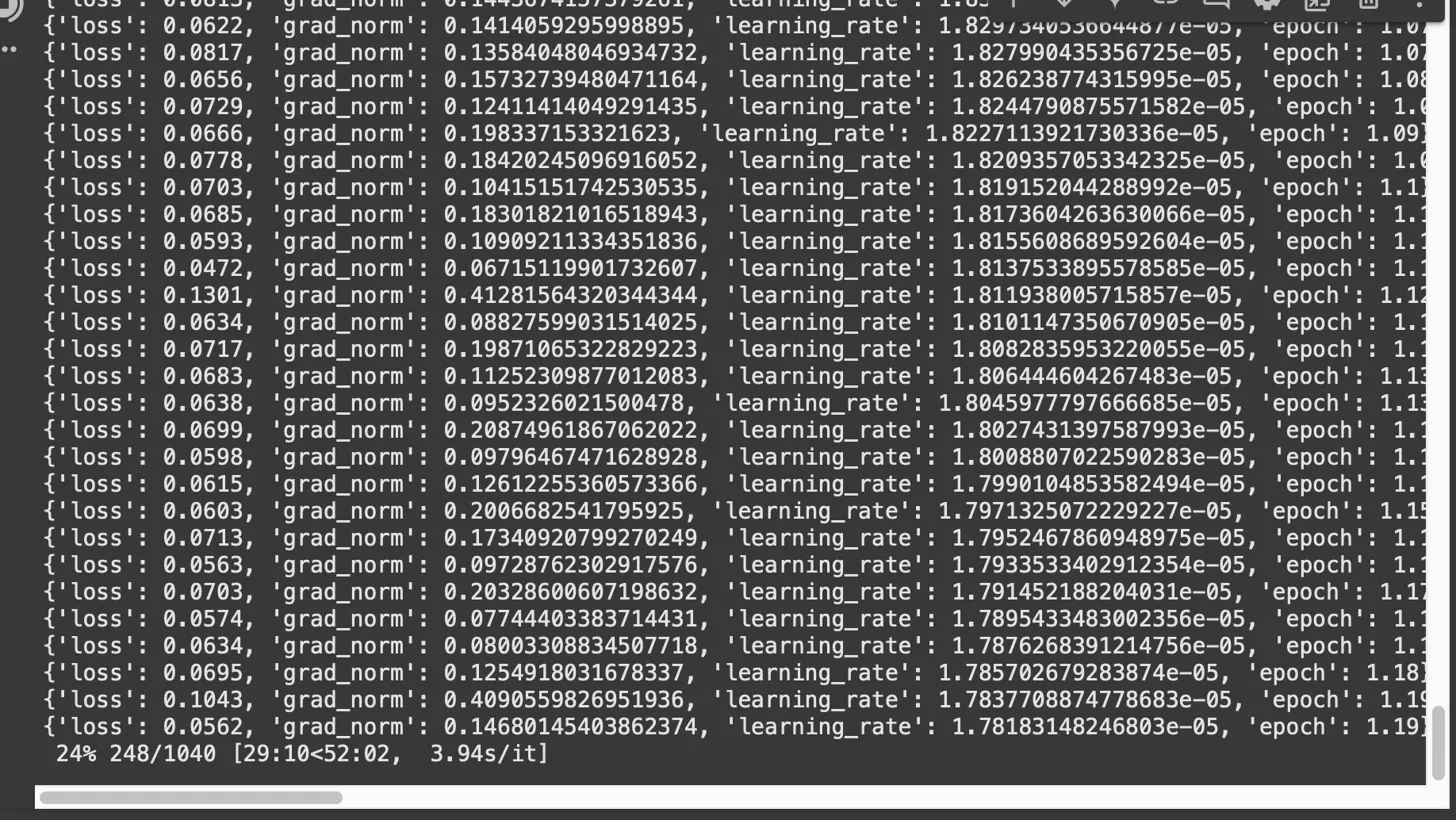 {'loss': 0.0622, 'grad_norm': 0.1414059295998895, 'learning_rate': 1.8297340536644877e-05, 'epoch': 1.07
{'loss': 0.0817, 'grad_norm': 0.13584048046934732, 'learning_rate': 1.827990435356725e-05, 'epoch': 1.07
{'loss': 0.0656, 'grad_norm': 0.15732739480471164, 'learning_rate': 1.826238774315995e-05, 'epoch': 1.08
{'loss': 0.0729, 'grad_norm': 0.12411414049291435, 'learning_rate': 1.8244790875571582e-05, 'epoch': 1.0
{'loss': 0.0666, 'grad_norm': 0.198337153321623, 'learning_rate': 1.8227113921730336e-05, 'epoch': 1.09}
{'loss': 0.0778, 'grad_norm': 0.18420245096916052, 'learning_rate': 1.8209357053342325e-05, 'epoch': 1.0
{'loss': 0.0703, 'grad_norm': 0.10415151742530535, 'learning_rate': 1.819152044288992e-05, 'epoch': 1.1}
{'loss': 0.0685, 'grad_norm': 0.18301821016518943, 'learning_rate': 1.8173604263630066e-05, 'epoch': 1.1
{'loss': 0.0593, 'grad_norm': 0.10909211334351836, 'learning_rate': 1.8155608689592604e-05, 'epoch': 1.1
{'loss': 0.0472, 'grad_norm': 0.06715119901732607, 'learning_rate': 1.8137533895578585e-05, 'epoch': 1.1
{'loss': 0.1301, 'grad_norm': 0.41281564320344344, 'learning_rate': 1.811938005715857e-05, 'epoch': 1.12
{'loss': 0.0634, 'grad_norm': 0.08827599031514025, 'learning_rate': 1.8101147350670905e-05, 'epoch': 1.1
{'loss': 0.0717, 'grad_norm': 0.19871065322829223, 'learning_rate': 1.8082835953220055e-05, 'epoch': 1.1
{'loss': 0.0683, 'grad_norm': 0.11252309877012083, 'learning_rate': 1.806444604267483e-05, 'epoch': 1.13
{'loss': 0.0638, 'grad_norm': 0.0952326021500478, 'learning_rate': 1.8045977797666685e-05, 'epoch': 1.13
{'loss': 0.0699, 'grad_norm': 0.20874961867062022, 'learning_rate': 1.8027431397587993e-05, 'epoch': 1.1
{'loss': 0.0598, 'grad_norm': 0.09796467471628928, 'learning_rate': 1.8008807022590283e-05, 'epoch': 1.1
{'loss': 0.0615, 'grad_norm': 0.12612255360573366, 'learning_rate': 1.7990104853582494e-05, 'epoch': 1.1
{'loss': 0.0603, 'grad_norm': 0.2006682541795925, 'learning_rate': 1.7971325072229227e-05, 'epoch': 1.15
{'loss': 0.0713, 'grad_norm': 0.17340920799270249, 'learning_rate': 1.7952467860948975e-05, 'epoch': 1.1
{'loss': 0.0563, 'grad_norm': 0.09728762302917576, 'learning_rate': 1.7933533402912354e-05, 'epoch': 1.1
{'loss': 0.0703, 'grad_norm': 0.20328600607198632, 'learning_rate': 1.791452188204031e-05, 'epoch': 1.17
{'loss': 0.0574, 'grad_norm': 0.07744403383714431, 'learning_rate': 1.7895433483002356e-05, 'epoch': 1.1
{'loss': 0.0634, 'grad_norm': 0.08003308834507718, 'learning_rate': 1.7876268391214756e-05, 'epoch': 1.1
{'loss': 0.0695, 'grad_norm': 0.1254918031678337, 'learning_rate': 1.785702679283874e-05, 'epoch': 1.18}
{'loss': 0.1043, 'grad_norm': 0.4090559826951936, 'learning_rate': 1.7837708874778683e-05, 'epoch': 1.19
{'loss': 0.0562, 'grad_norm': 0.14680145403862374, 'learning_rate': 1.78183148246803e-05, 'epoch': 1.19}
24% 248/1040 [29:10<52:02, 3.94s/it]